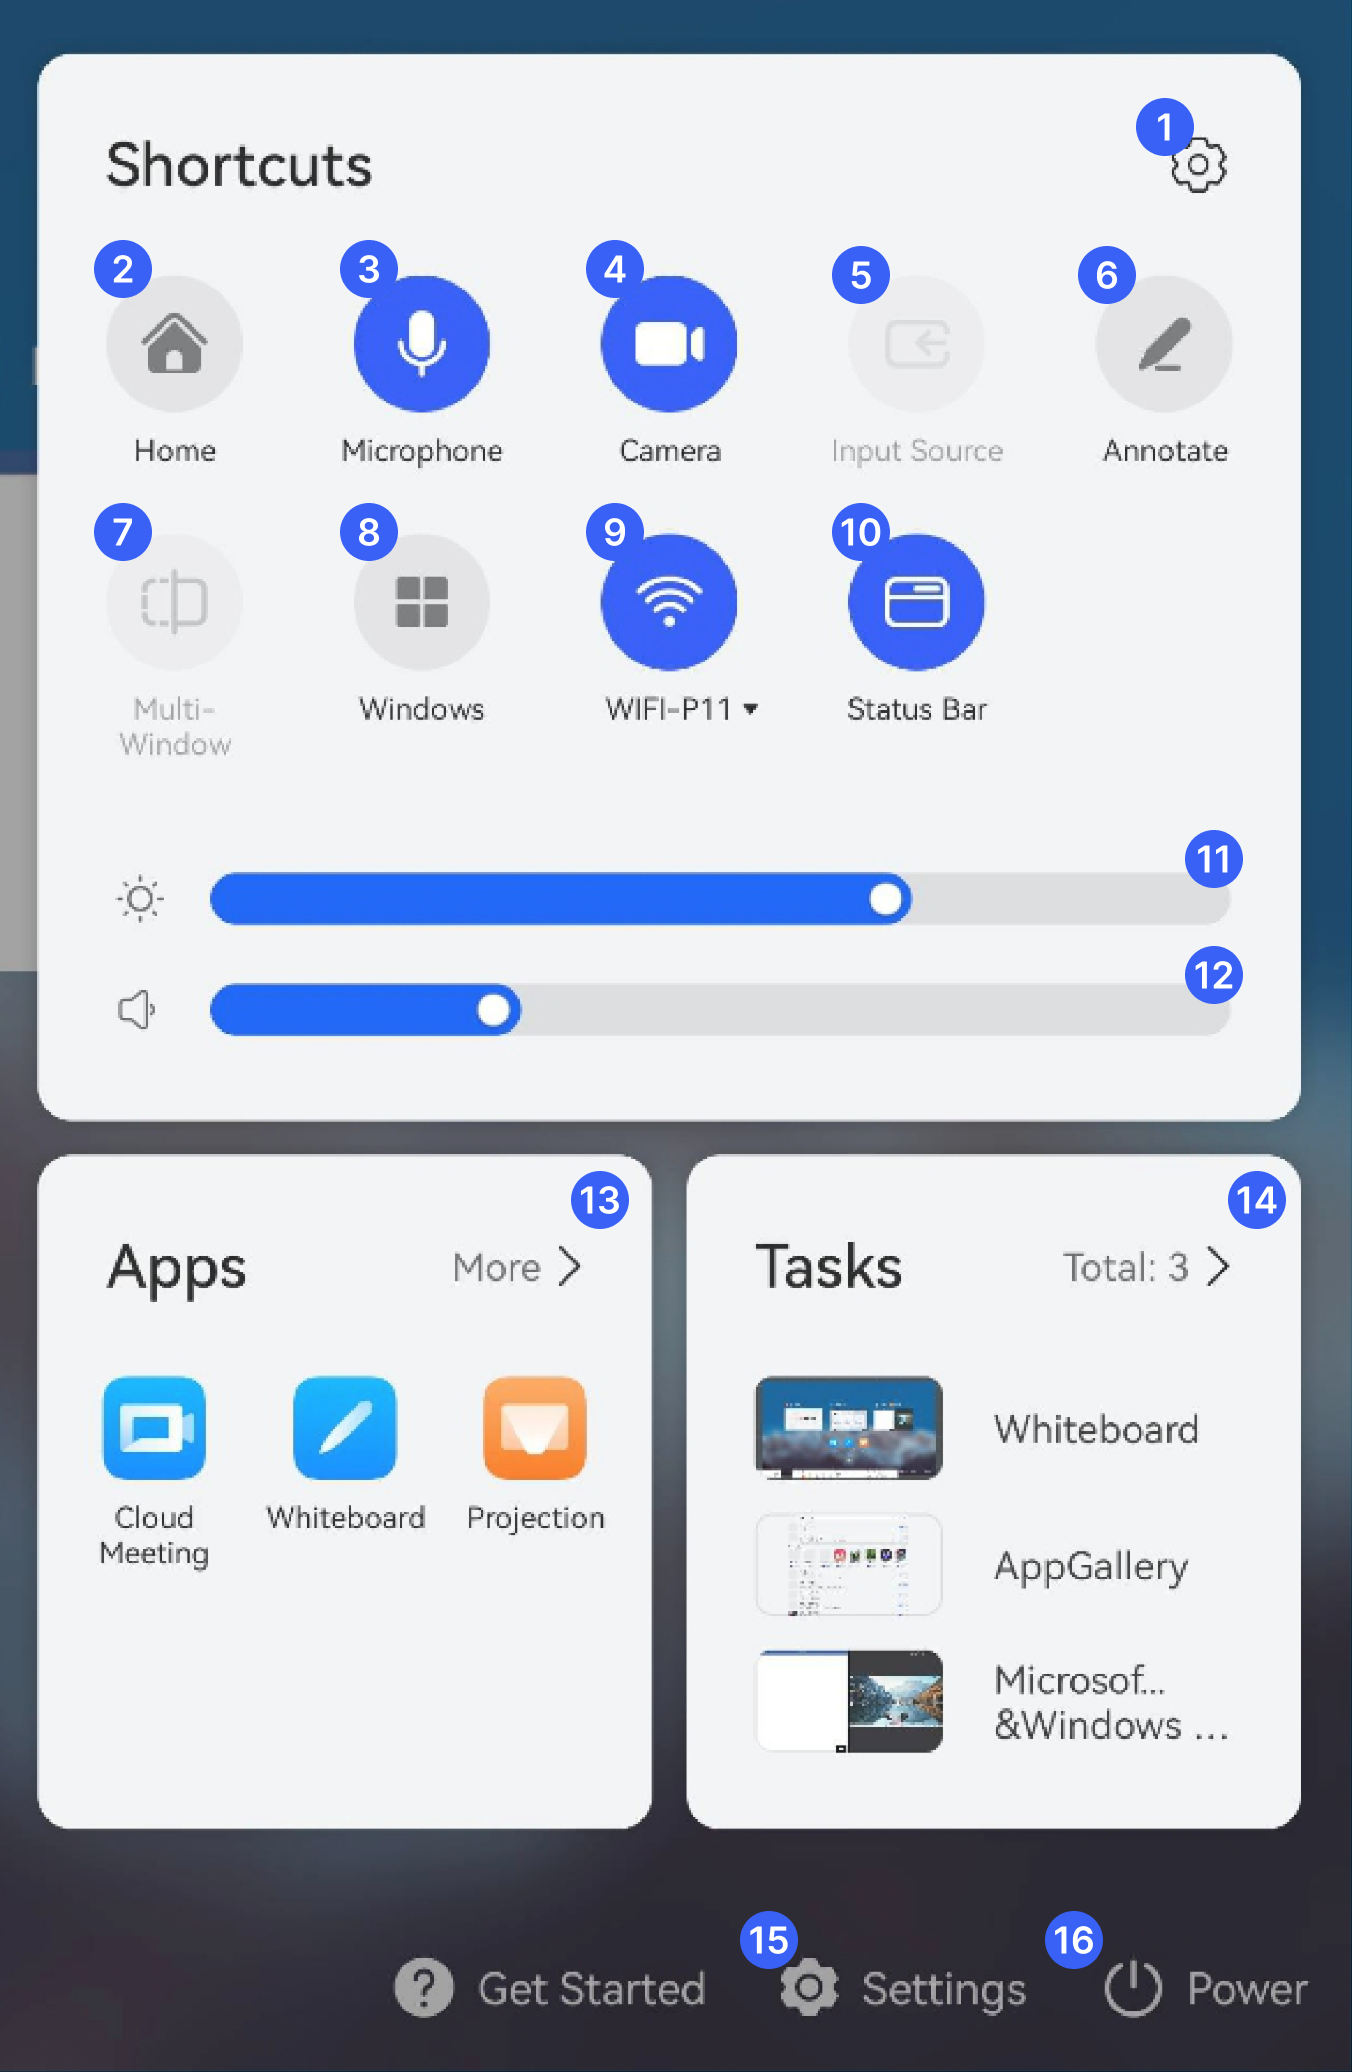 1
Shortcuts
2
3
4
5
6
Home
Microphone
Camera
Input Source
Annotate
7
8
9
10
Multi-
Window
Windows
WIFI-P11
Status Bar
11
12
13
Apps
More
Cloud
Meeting
Whiteboard
Projection
14
Tasks
Total: 3
Whiteboard
AppGallery
Microsof...
&Windows ...
? Get Started
15
Settings
16
Power